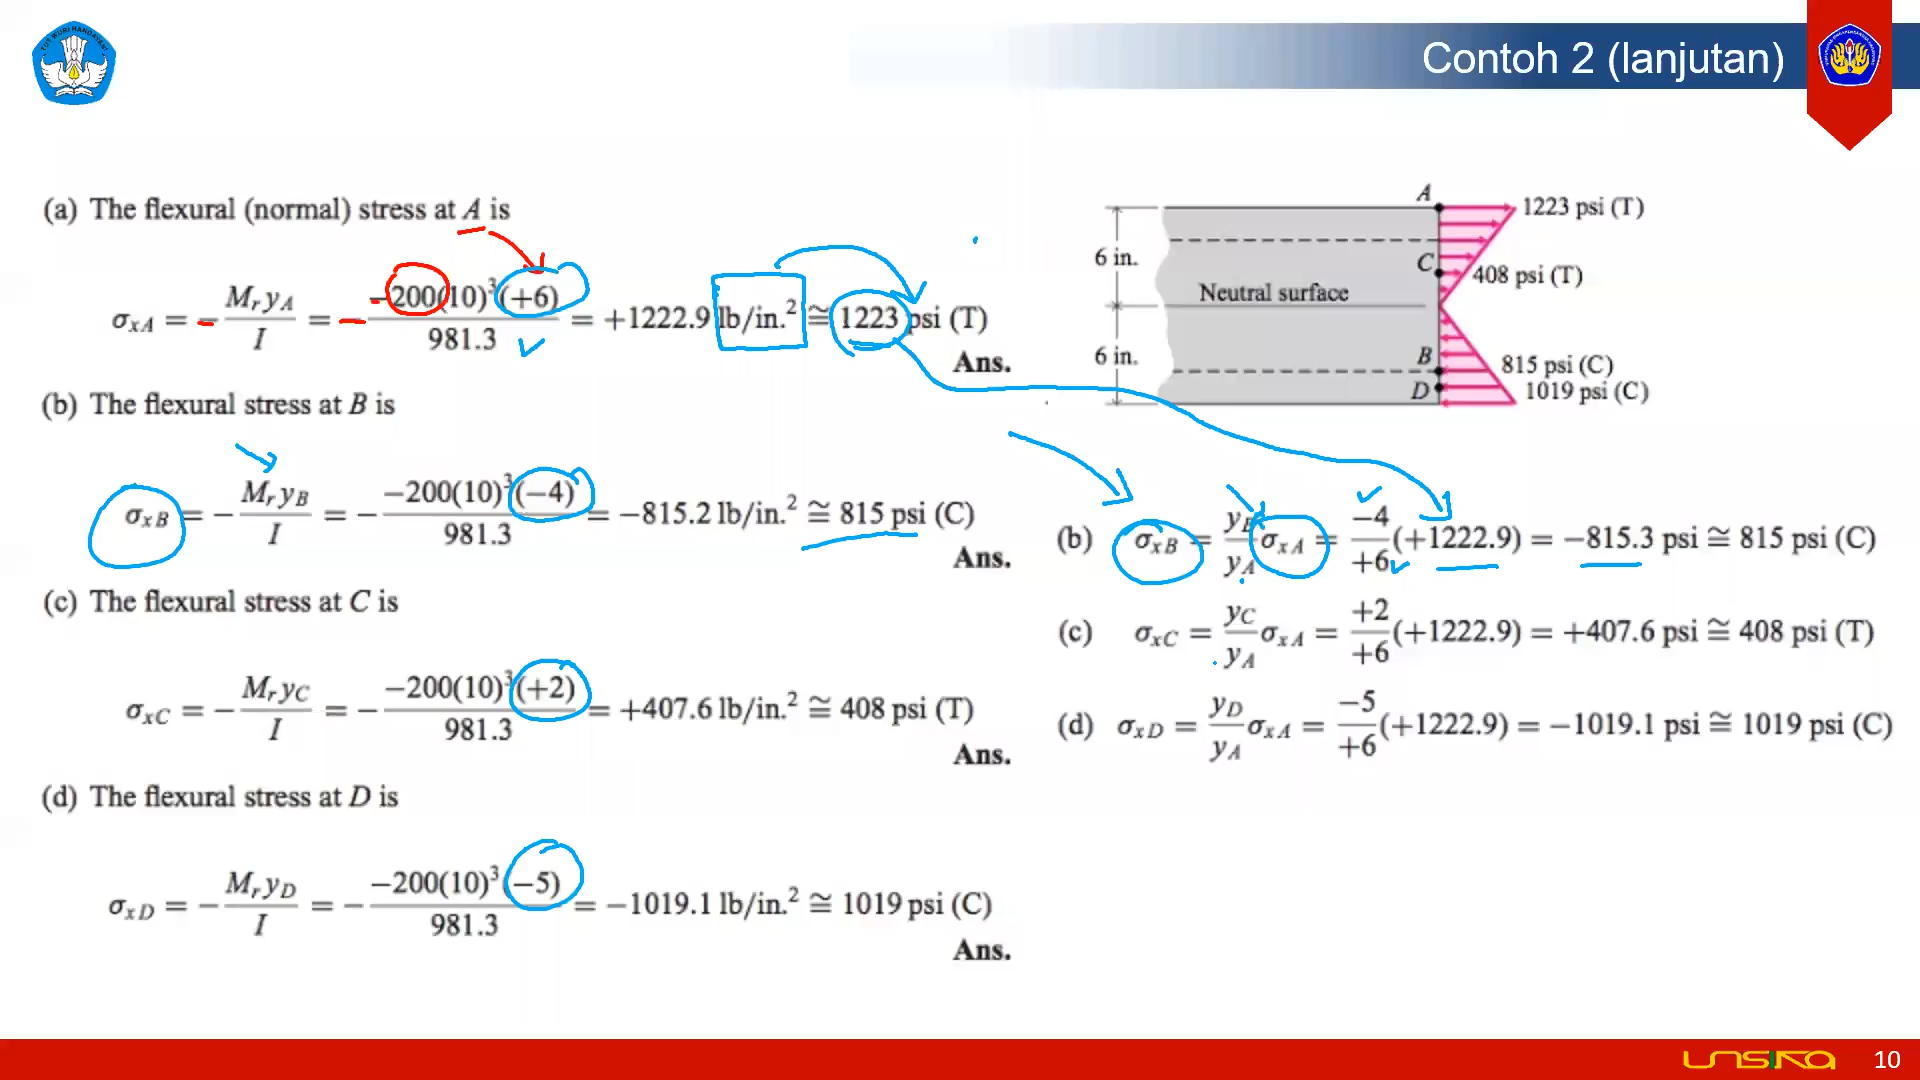 TUT WURI HANDAYANI
Contoh 2 (lanjutan)
(a) The flexural (normal) stress at A is
σxA = − MryA / I = − −200(10)³(+6) / 981.3 = +1222.9 lb/in.² ≅ 1223 psi (T)
Ans.
(b) The flexural stress at B is
σxB = − MryB / I = − −200(10)³(−4) / 981.3 = −815.2 lb/in.² ≅ 815 psi (C)
Ans.
(c) The flexural stress at C is
σxC = − MryC / I = − −200(10)³(+2) / 981.3 = +407.6 lb/in.² ≅ 408 psi (T)
Ans.
(d) The flexural stress at D is
σxD = − MryD / I = − −200(10)³(−5) / 981.3 = −1019.1 lb/in.² ≅ 1019 psi (C)
Ans.
A
1223 psi (T)
6 in.
C
408 psi (T)
Neutral surface
6 in.
B
815 psi (C)
D
1019 psi (C)
(b) σxB = yB / yA σxA = −4 / +6 (+1222.9) = −815.3 psi ≅ 815 psi (C)
(c) σxC = yC / yA σxA = +2 / +6 (+1222.9) = +407.6 psi ≅ 408 psi (T)
(d) σxD = yD / yA σxA = −5 / +6 (+1222.9) = −1019.1 psi ≅ 1019 psi (C)
UNSIKA
10